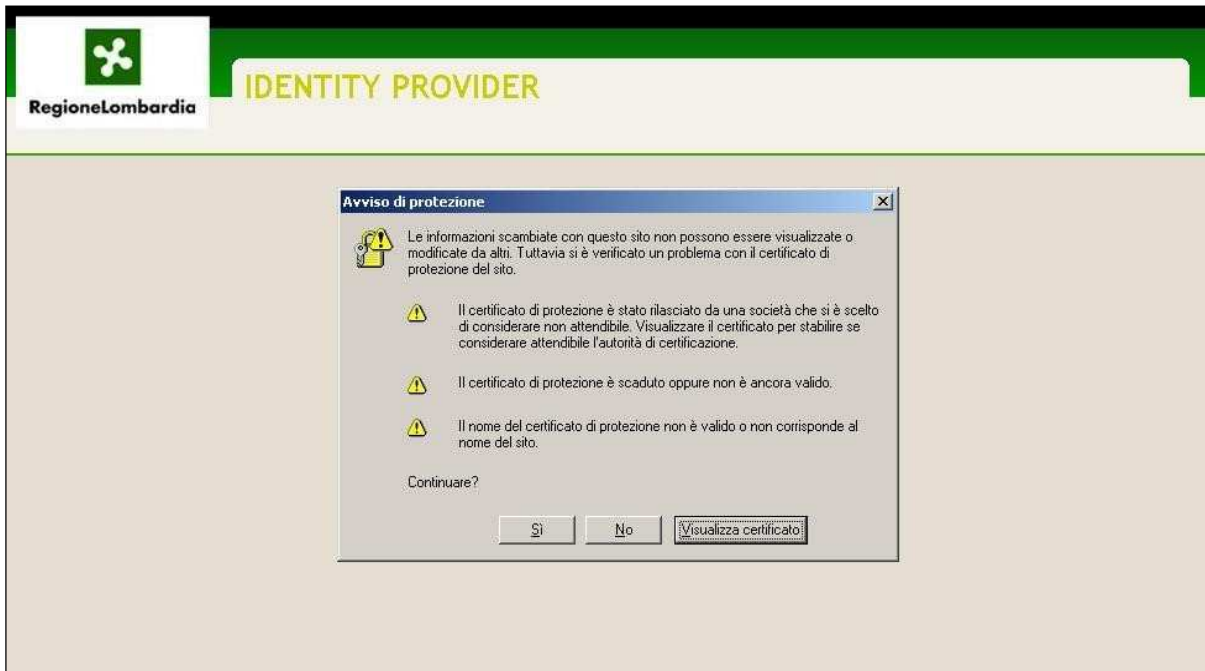 RegioneLombardia
IDENTITY PROVIDER
Avviso di protezione
Le informazioni scambiate con questo sito non possono essere visualizzate o
modificate da altri. Tuttavia si è verificato un problema con il certificato di
protezione del sito.
Il certificato di protezione è stato rilasciato da una società che si è scelto
di considerare non attendibile. Visualizzare il certificato per stabilire se
considerare attendibile l'autorità di certificazione.
Il certificato di protezione è scaduto oppure non è ancora valido.
Il nome del certificato di protezione non è valido o non corrisponde al
nome del sito.
Continuare?
Sì No Visualizza certificato